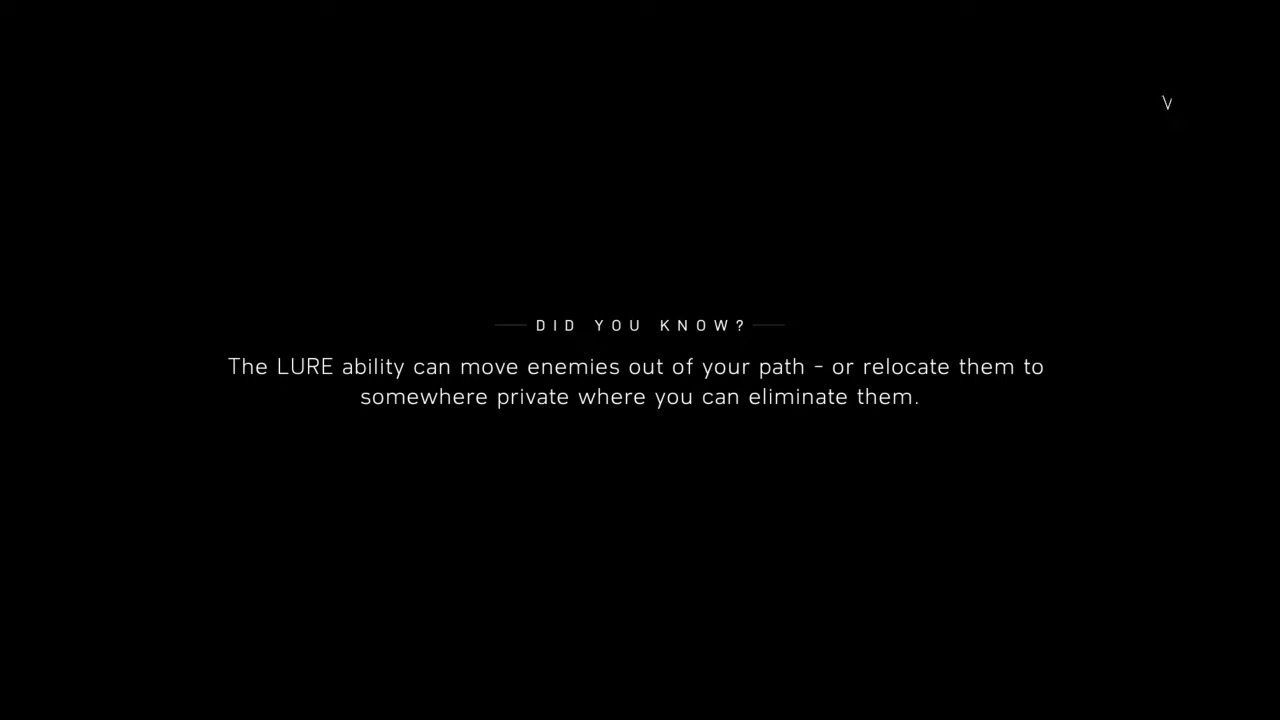 V
DID YOU KNOW?
The LURE ability can move enemies out of your path - or relocate them to
somewhere private where you can eliminate them.